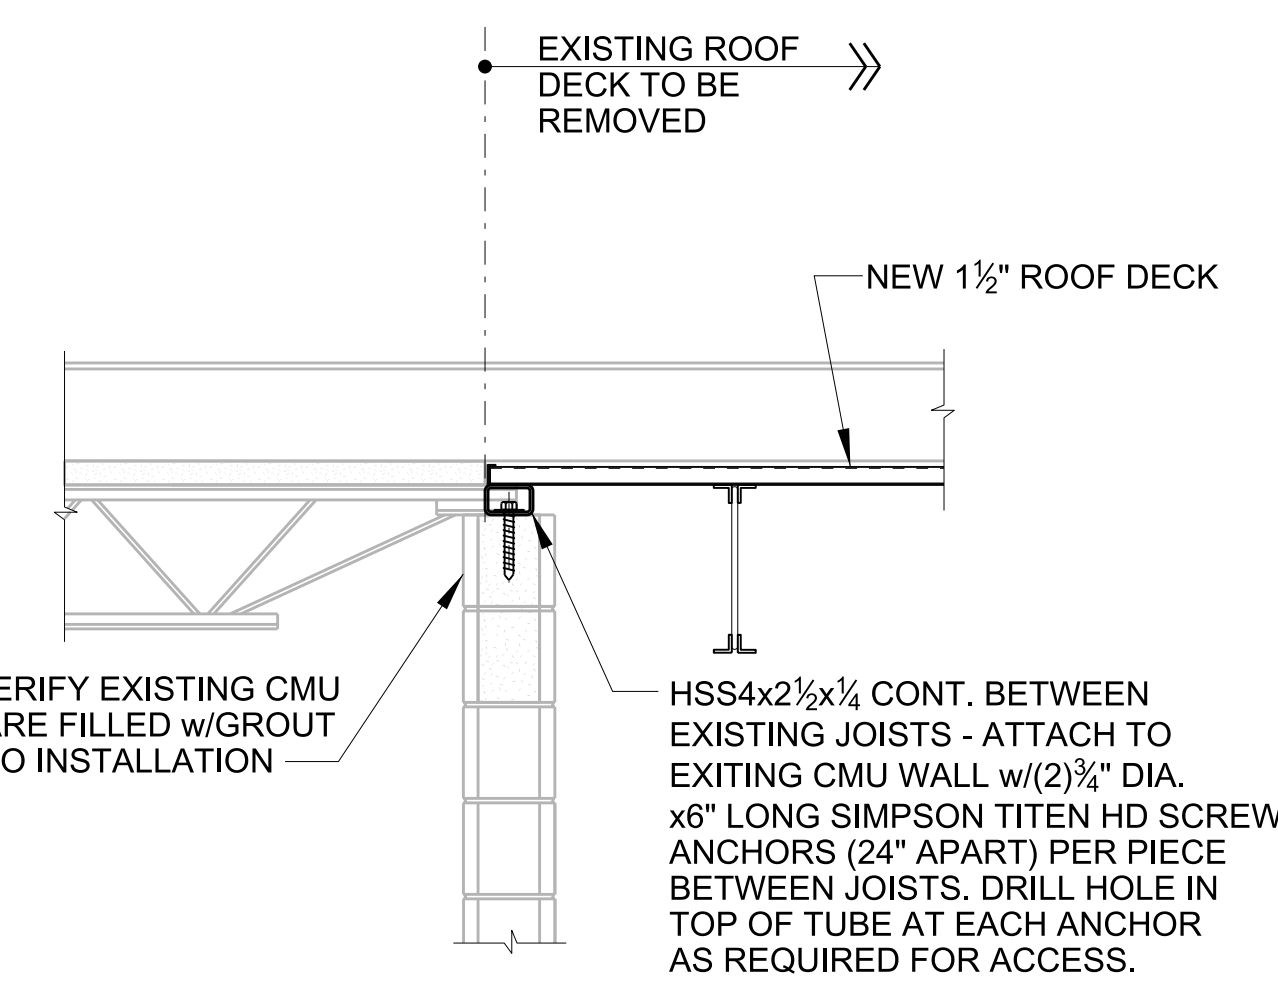 EXISTING ROOF
DECK TO BE
REMOVED
NEW 1½" ROOF DECK
ERIFY EXISTING CMU
ARE FILLED w/GROUT
O INSTALLATION
HSS4x2½x¼ CONT. BETWEEN
EXISTING JOISTS - ATTACH TO
EXITING CMU WALL w/(2)¾" DIA.
x6" LONG SIMPSON TITEN HD SCREW
ANCHORS (24" APART) PER PIECE
BETWEEN JOISTS. DRILL HOLE IN
TOP OF TUBE AT EACH ANCHOR
AS REQUIRED FOR ACCESS.